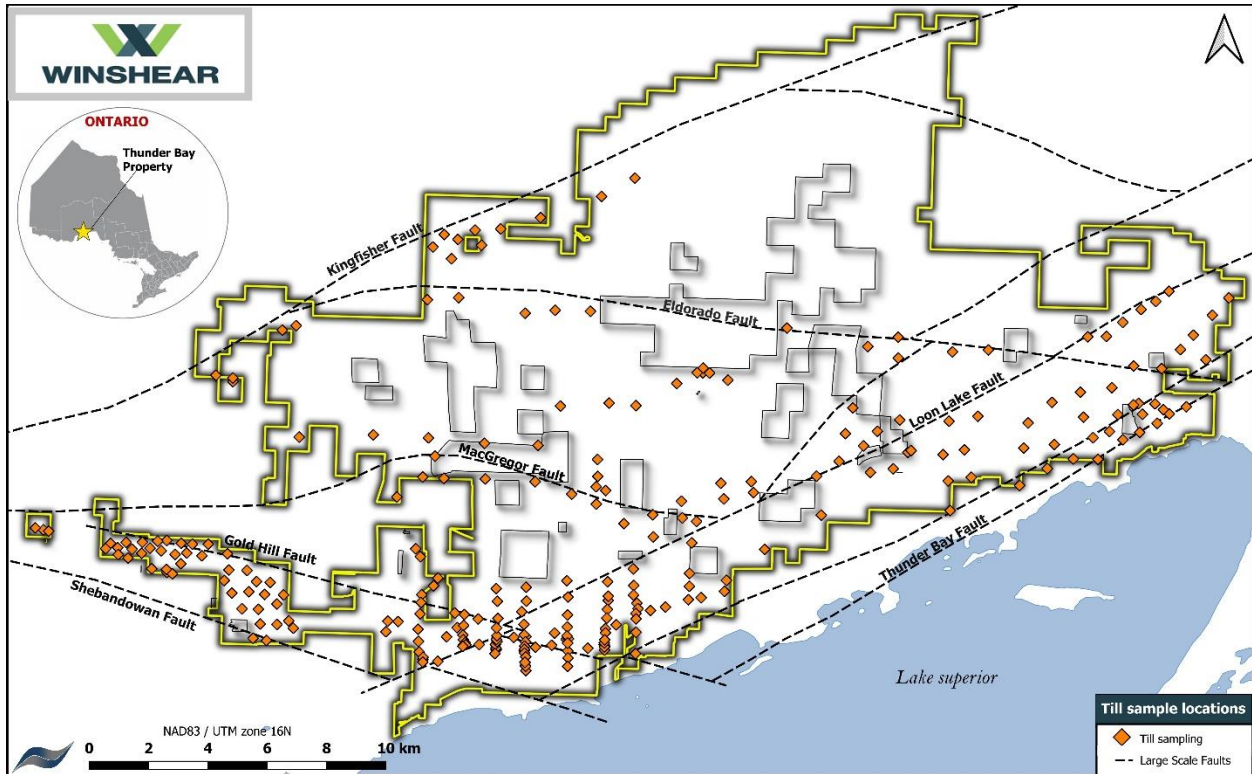 WINSHEAR
ONTARIO
Thunder Bay
Property
Kingfisher Fault
Eldorado Fault
Loon Lake Fault
MacGregor Fault
Gold Hill Fault
Thunder Bay Fault
Shebandowan Fault
Lake superior
NAD83 / UTM zone 16N
0 2 4 6 8 10 km
Till sample locations
Till sampling
Large Scale Faults